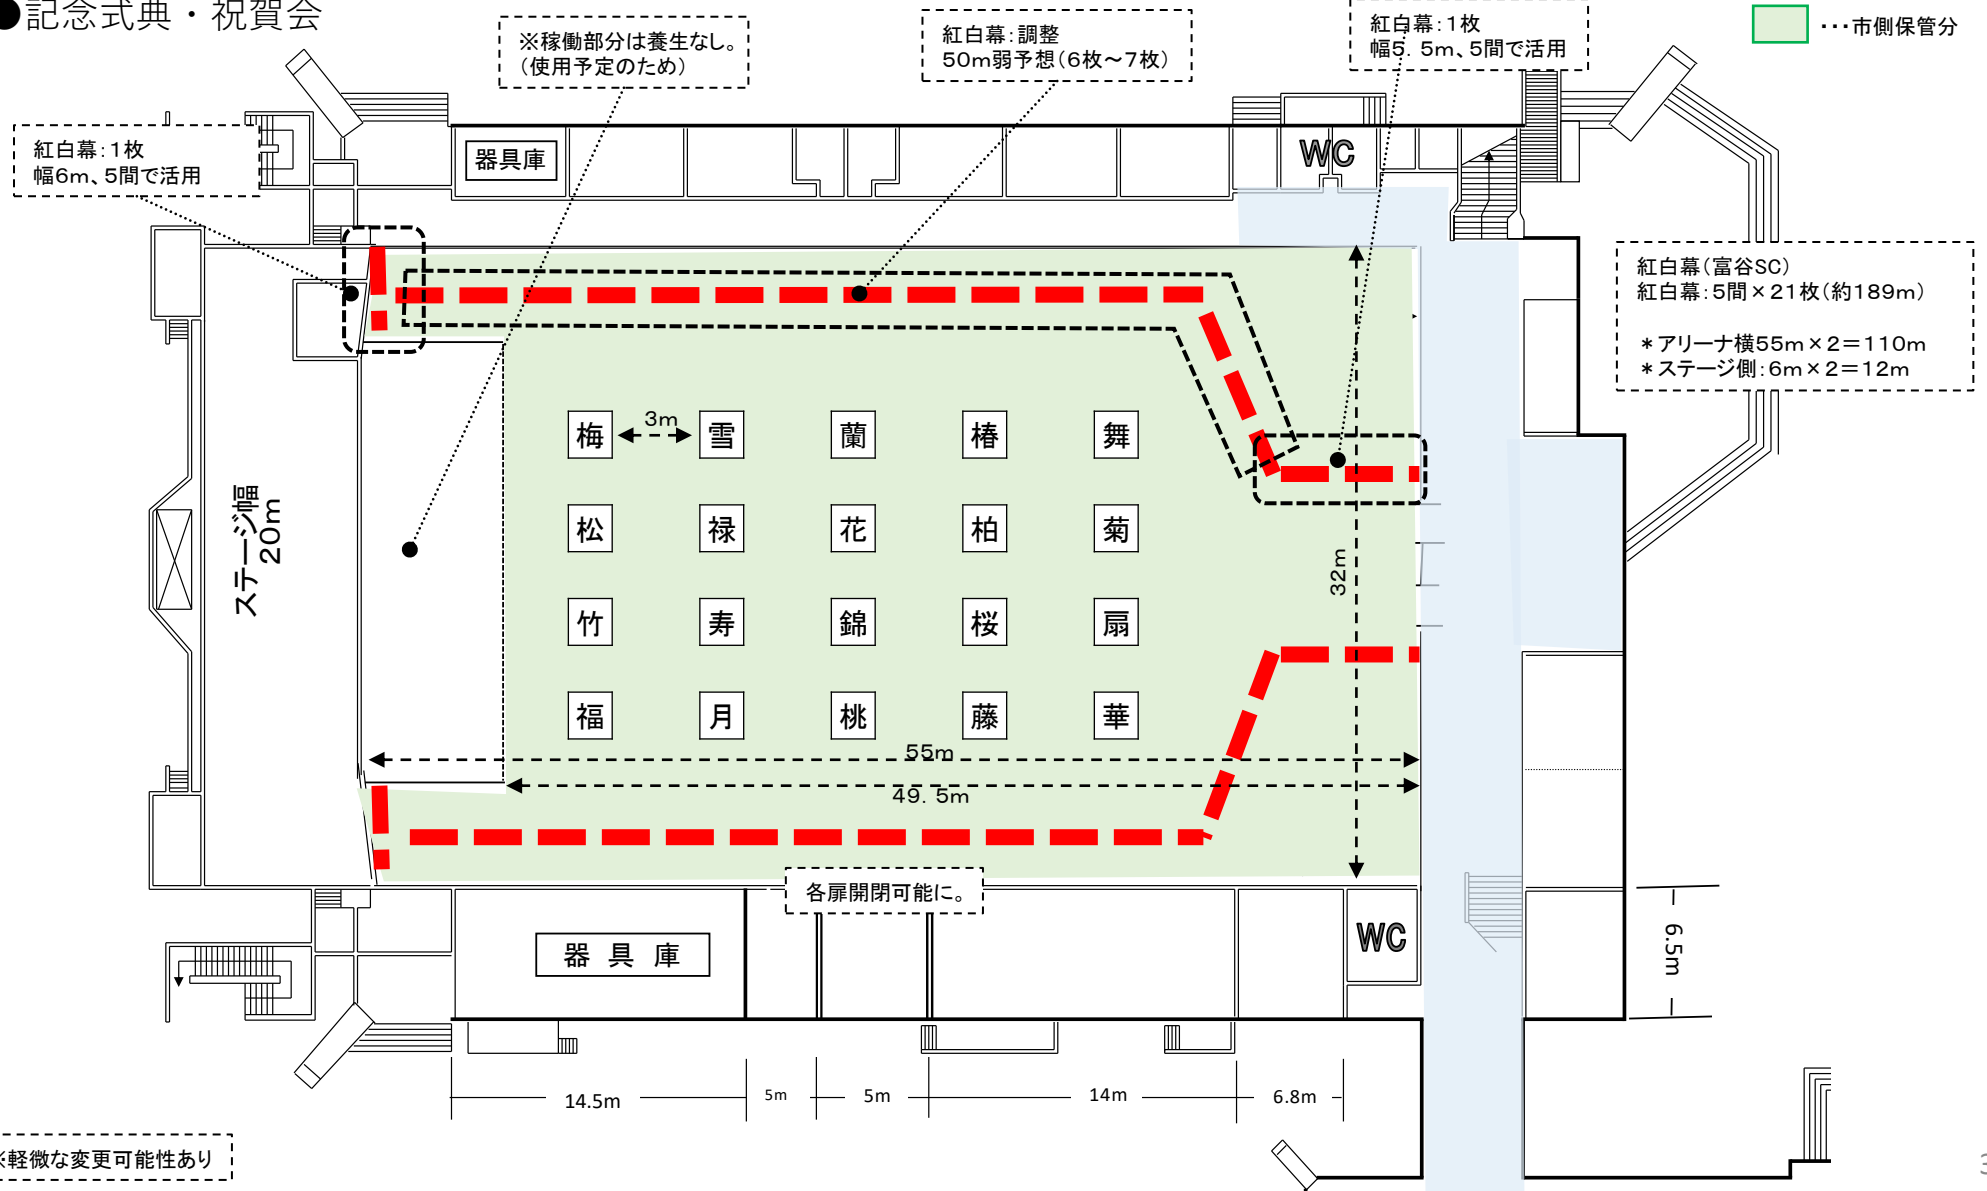 ●記念式典・祝賀会
※稼働部分は養生なし。
(使用予定のため)
紅白幕:調整
50m弱予想(6枚～7枚)
紅白幕:1枚
幅5.5m、5間で活用
・・・市側保管分
紅白幕:1枚
幅6m、5間で活用
器具庫
WC
紅白幕(富谷SC)
紅白幕:5間×21枚(約189m)
*アリーナ横55m×2=110m
*ステージ側:6m×2=12m
ステージ幅
20m
梅 3m 雪 蘭 椿 舞
松 禄 花 柏 菊
32m
竹 寿 錦 桜 扇
福 月 桃 藤 華
55m
49.5m
各扉開閉可能に。
器具庫
WC
6.5m
14.5m 5m 5m 14m 6.8m
※軽微な変更可能性あり
3